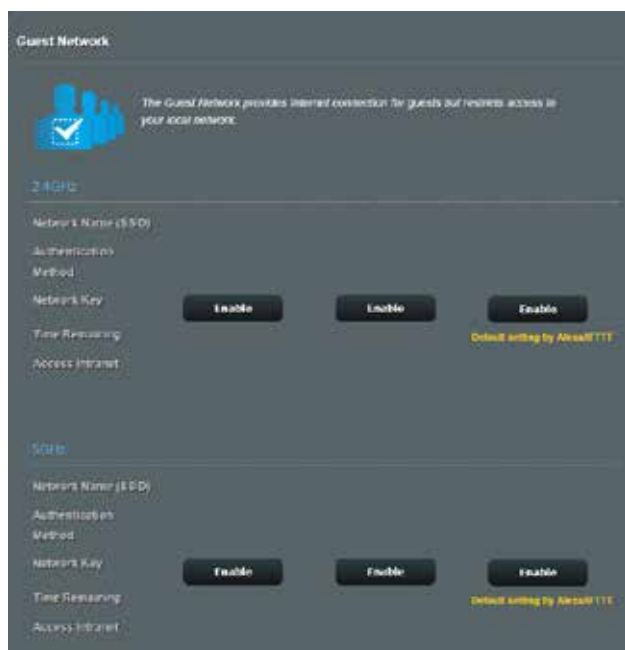 Guest Network
The Guest Network provides Internet connection for guests but restricts access to
your local network.
2.4GHz
Network Name (SSID)
Authentication
Method
Network Key
Enable Enable Enable
Time Remaining
Default setting by Alexa/IFTTT
Access Intranet
5GHz
Network Name (SSID)
Authentication
Method
Network Key
Enable Enable Enable
Time Remaining
Default setting by Alexa/IFTTT
Access Intranet